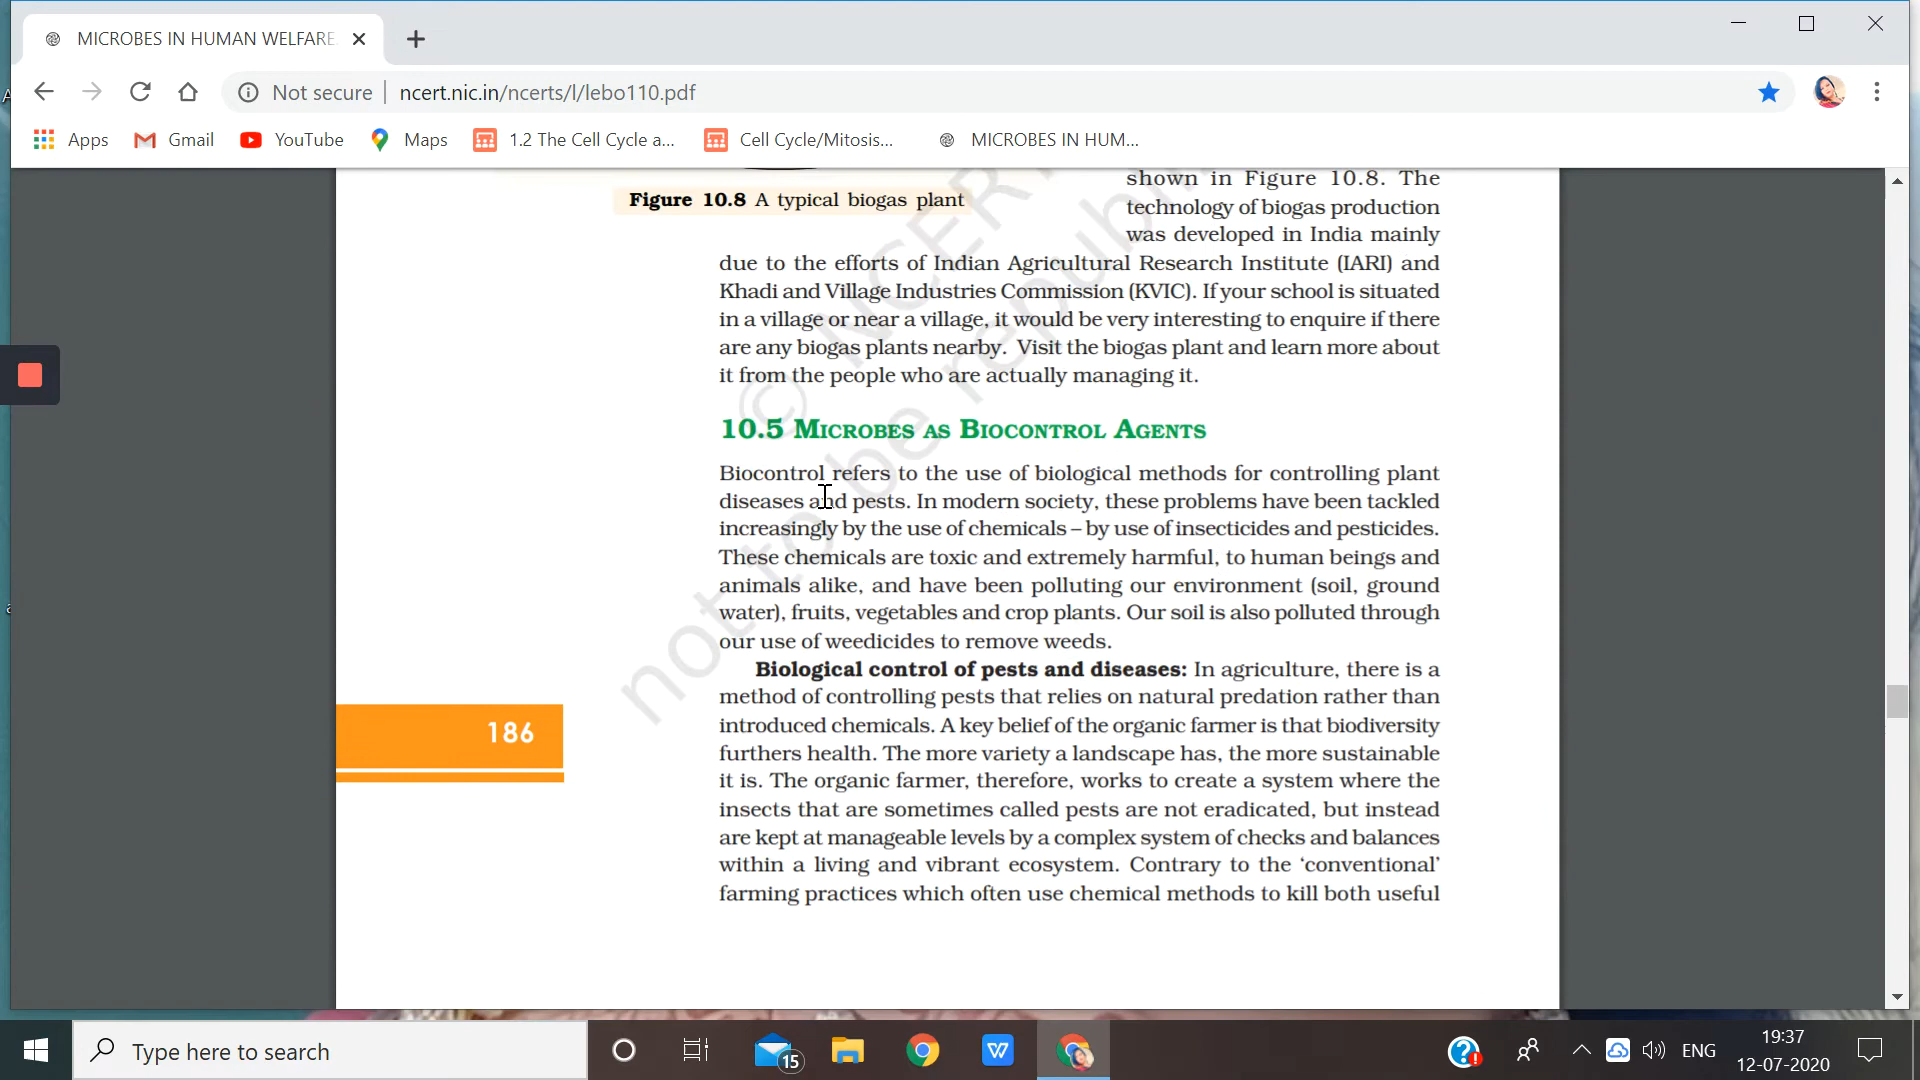 MICROBES IN HUMAN WELFARE
Not secure
ncert.nic.in/ncerts/l/lebo110.pdf
Apps
Gmail
YouTube
Maps
1.2 The Cell Cycle a...
Cell Cycle/Mitosis...
MICROBES IN HUM...
Figure 10.8 A typical biogas plant
shown in Figure 10.8. The
technology of biogas production
was developed in India mainly
due to the efforts of Indian Agricultural Research Institute (IARI) and
Khadi and Village Industries Commission (KVIC). If your school is situated
in a village or near a village, it would be very interesting to enquire if there
are any biogas plants nearby. Visit the biogas plant and learn more about
it from the people who are actually managing it.
10.5 MICROBES AS BIOCONTROL AGENTS
Biocontrol refers to the use of biological methods for controlling plant
diseases and pests. In modern society, these problems have been tackled
increasingly by the use of chemicals – by use of insecticides and pesticides.
These chemicals are toxic and extremely harmful, to human beings and
animals alike, and have been polluting our environment (soil, ground
water), fruits, vegetables and crop plants. Our soil is also polluted through
our use of weedicides to remove weeds.
Biological control of pests and diseases: In agriculture, there is a
method of controlling pests that relies on natural predation rather than
introduced chemicals. A key belief of the organic farmer is that biodiversity
furthers health. The more variety a landscape has, the more sustainable
it is. The organic farmer, therefore, works to create a system where the
insects that are sometimes called pests are not eradicated, but instead
are kept at manageable levels by a complex system of checks and balances
within a living and vibrant ecosystem. Contrary to the ‘conventional’
farming practices which often use chemical methods to kill both useful
186
© NCERT
not to be republi
Type here to search
15
W
ENG
19:37
12-07-2020